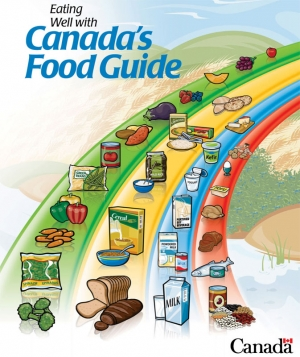 Eating
Well with
Canada's
Food Guide
Cereal
MILK
Canada